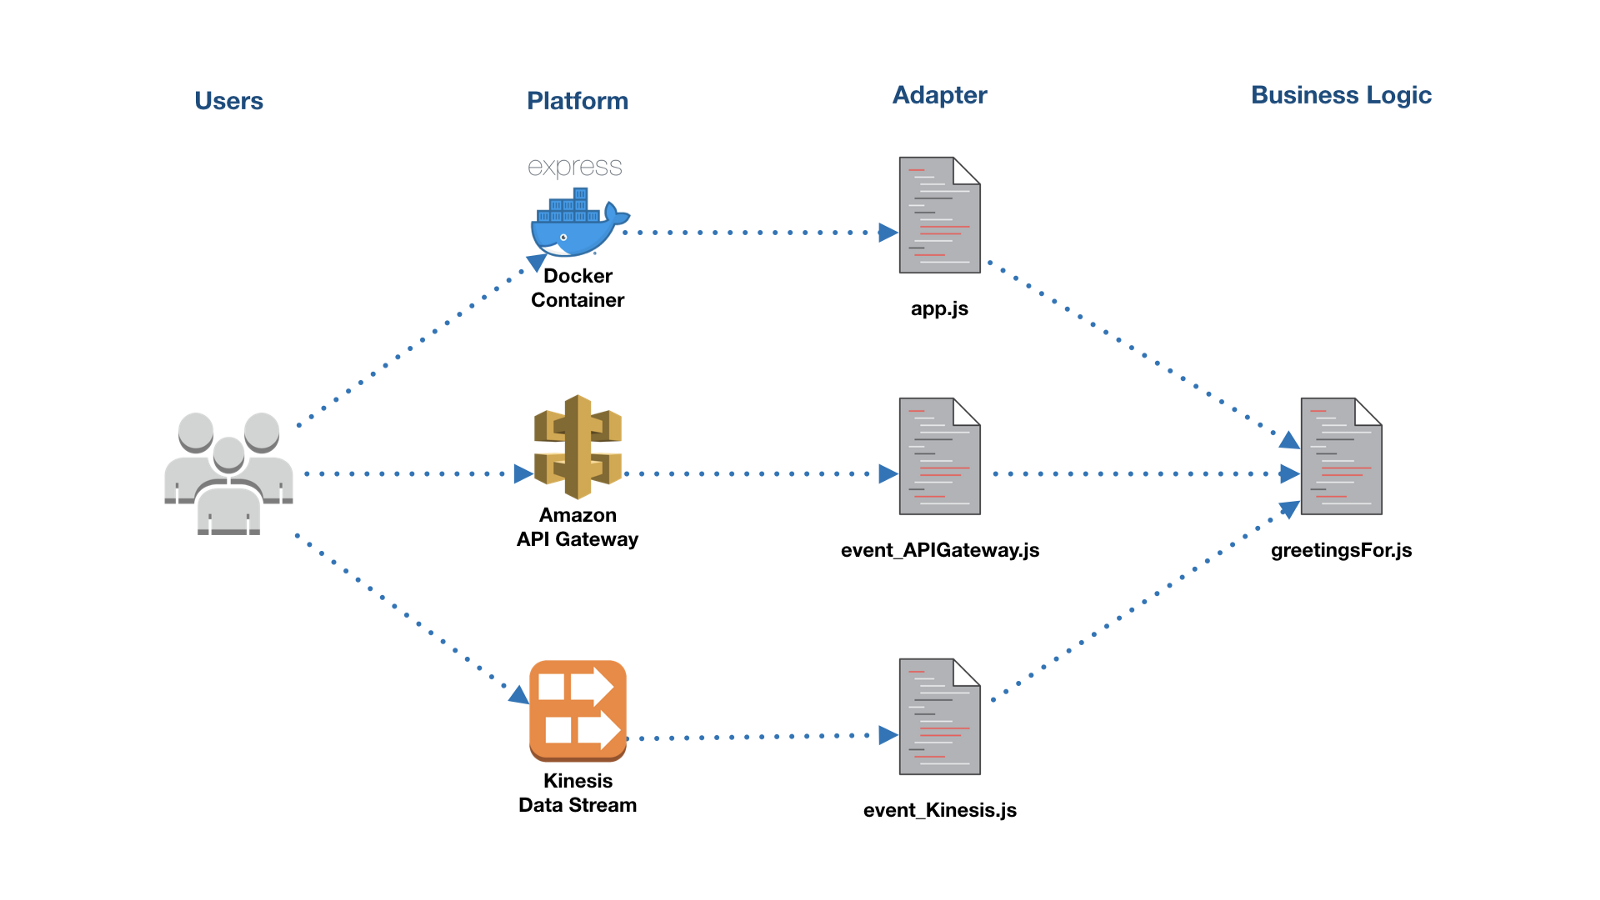 Users
Platform
Adapter
Business Logic
express
Docker
Container
app.js
Amazon
API Gateway
event_APIGateway.js
greetingsFor.js
Kinesis
Data Stream
event_Kinesis.js